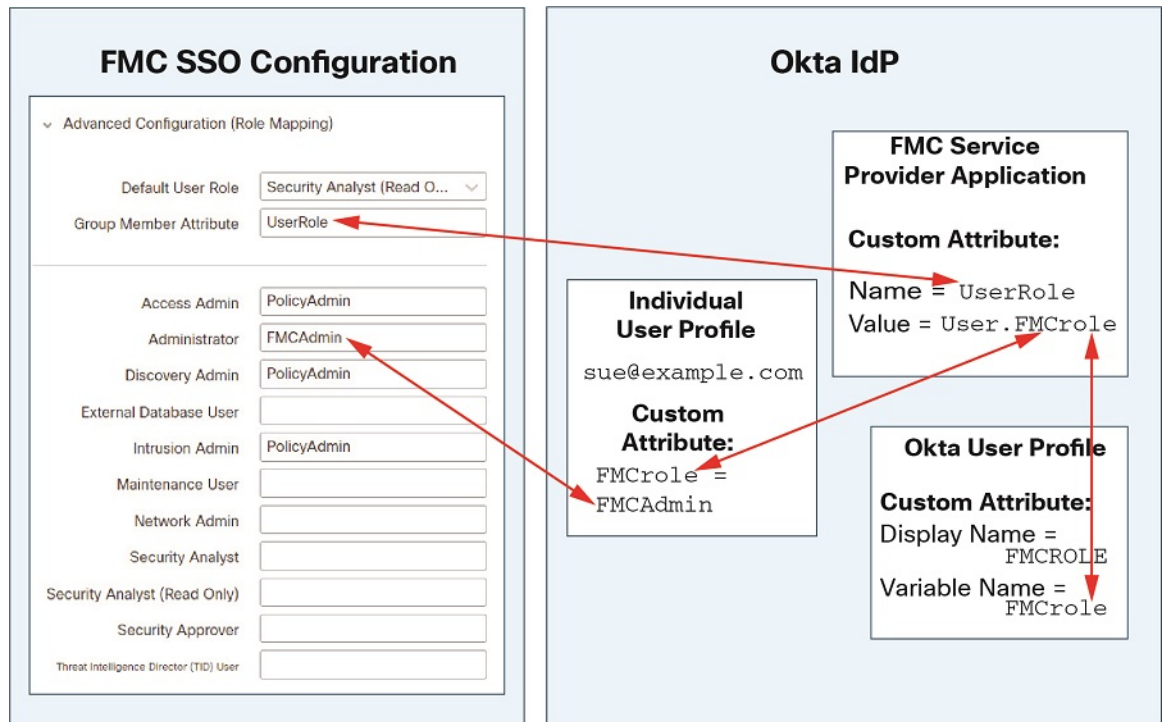 FMC SSO Configuration
Advanced Configuration (Role Mapping)
Default User Role Security Analyst (Read O...
Group Member Attribute UserRole
Access Admin PolicyAdmin
Administrator FMCAdmin
Discovery Admin PolicyAdmin
External Database User
Intrusion Admin PolicyAdmin
Maintenance User
Network Admin
Security Analyst
Security Analyst (Read Only)
Security Approver
Threat Intelligence Director (TID) User
Okta IdP
FMC Service
Provider Application
Custom Attribute:
Name = UserRole
Value = User.FMCrole
Individual
User Profile
sue@example.com
Custom
Attribute:
FMCrole =
FMCAdmin
Okta User Profile
Custom Attribute:
Display Name =
FMCROLE
Variable Name =
FMCrole